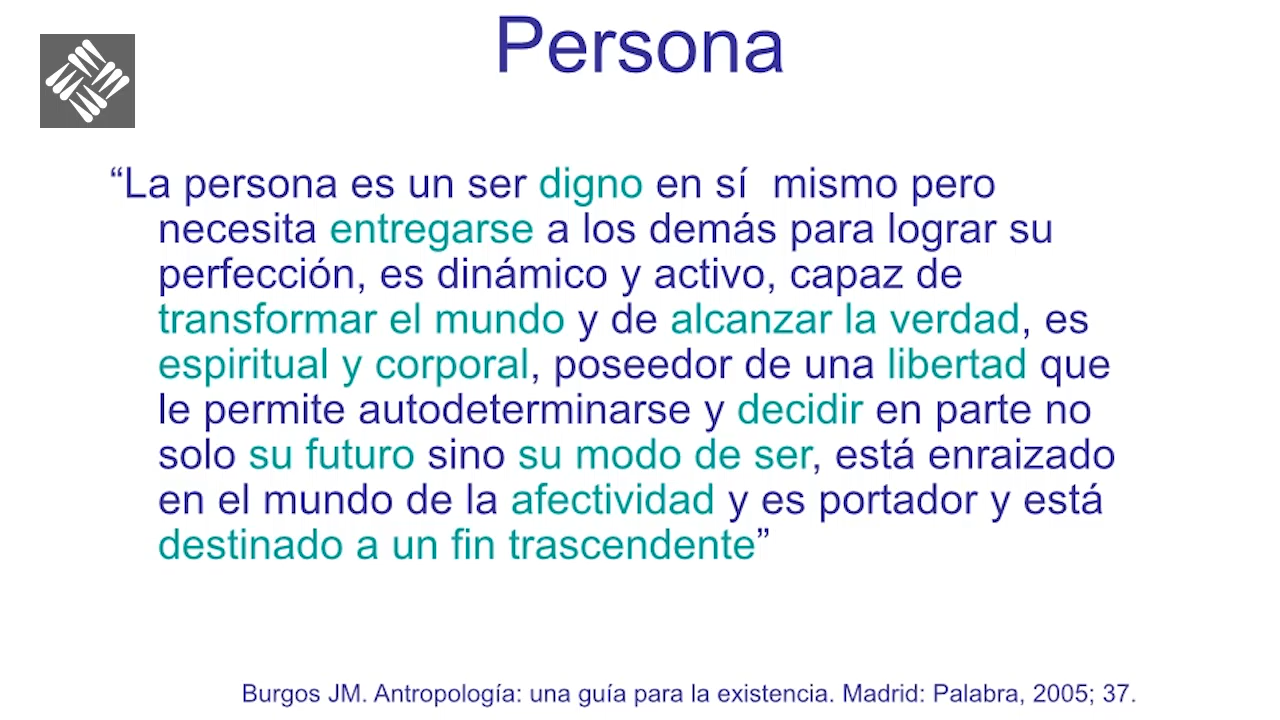 Persona
“La persona es un ser digno en sí  mismo pero
necesita entregarse a los demás para lograr su
perfección, es dinámico y activo, capaz de
transformar el mundo y de alcanzar la verdad, es
espiritual y corporal, poseedor de una libertad que
le permite autodeterminarse y decidir en parte no
solo su futuro sino su modo de ser, está enraizado
en el mundo de la afectividad y es portador y está
destinado a un fin trascendente”
Burgos JM. Antropología: una guía para la existencia. Madrid: Palabra, 2005; 37.